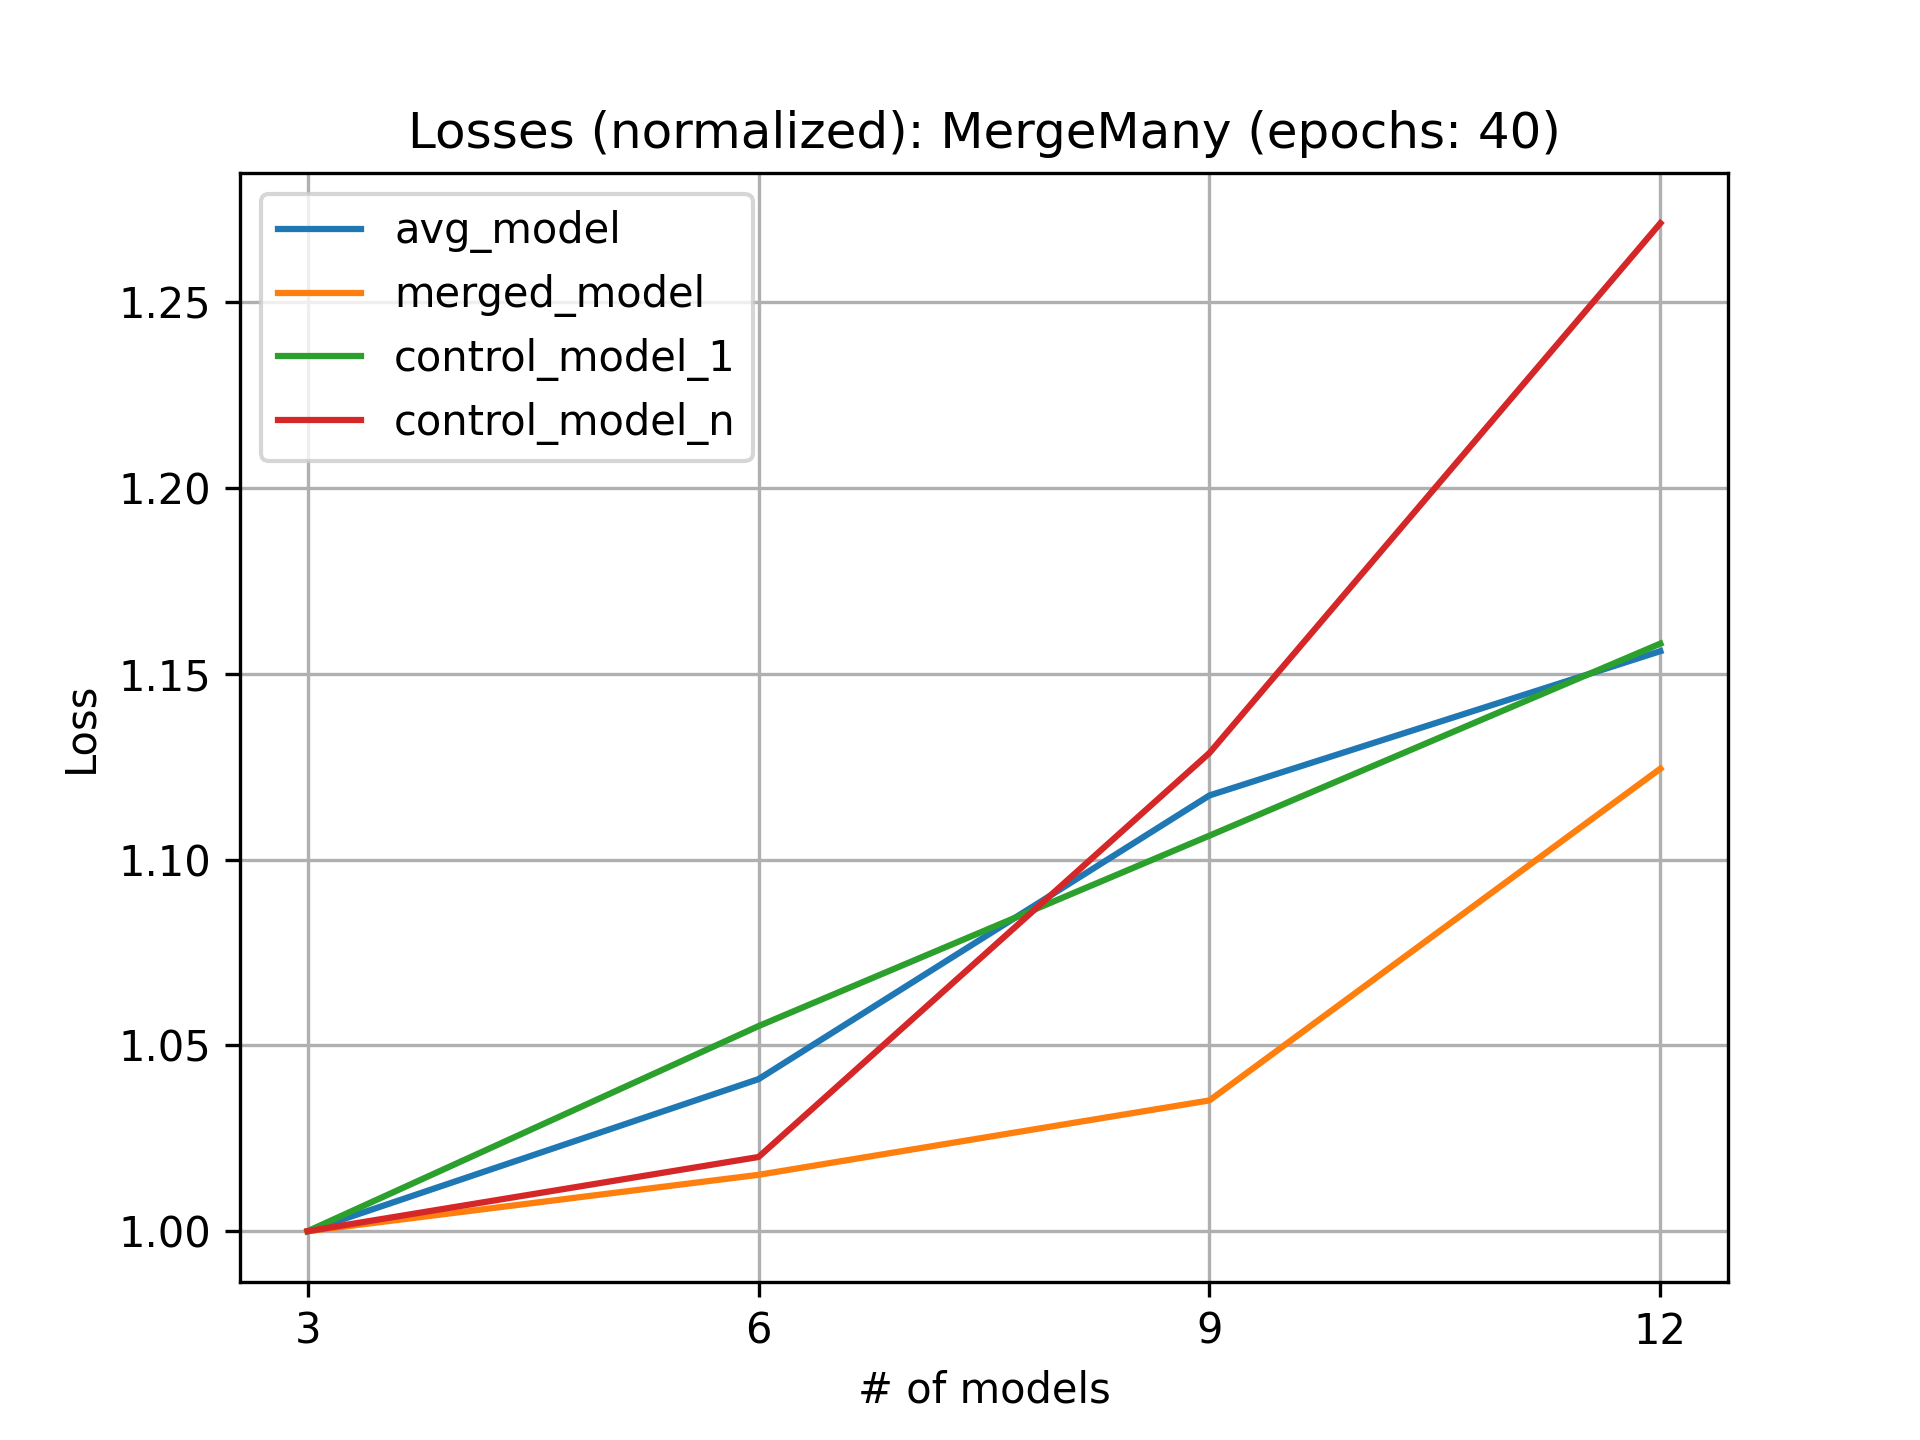 Losses (normalized): MergeMany (epochs: 40)
avg_model
merged_model
control_model_1
control_model_n
1.25
1.20
1.15
1.10
1.05
1.00
Loss
3 6 9 12
# of models